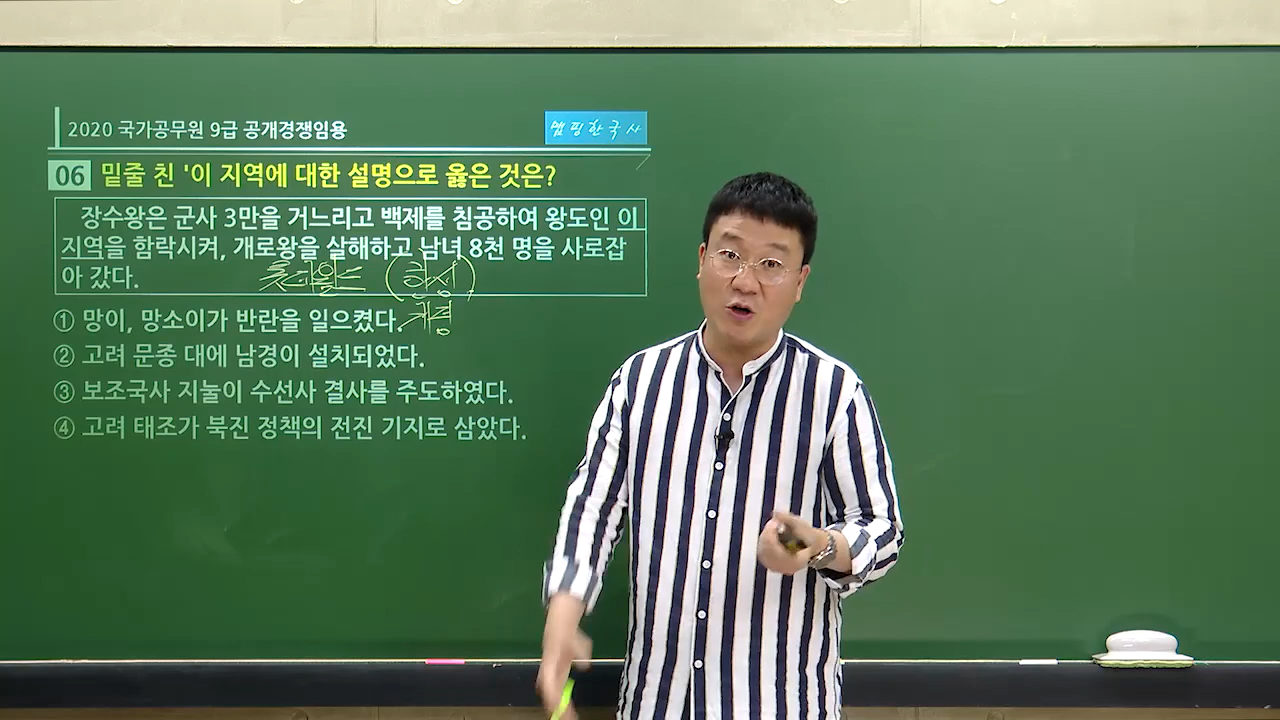 2020 국가공무원 9급 공개경쟁임용
맵핑한국사
06 밑줄 친 '이 지역에 대한 설명으로 옳은 것은?
장수왕은 군사 3만을 거느리고 백제를 침공하여 왕도인 이
지역을 함락시켜, 개로왕을 살해하고 남녀 8천 명을 사로잡
아 갔다.
롯데월드 (한성)
개경
① 망이, 망소이가 반란을 일으켰다.
② 고려 문종 대에 남경이 설치되었다.
③ 보조국사 지눌이 수선사 결사를 주도하였다.
④ 고려 태조가 북진 정책의 전진 기지로 삼았다.